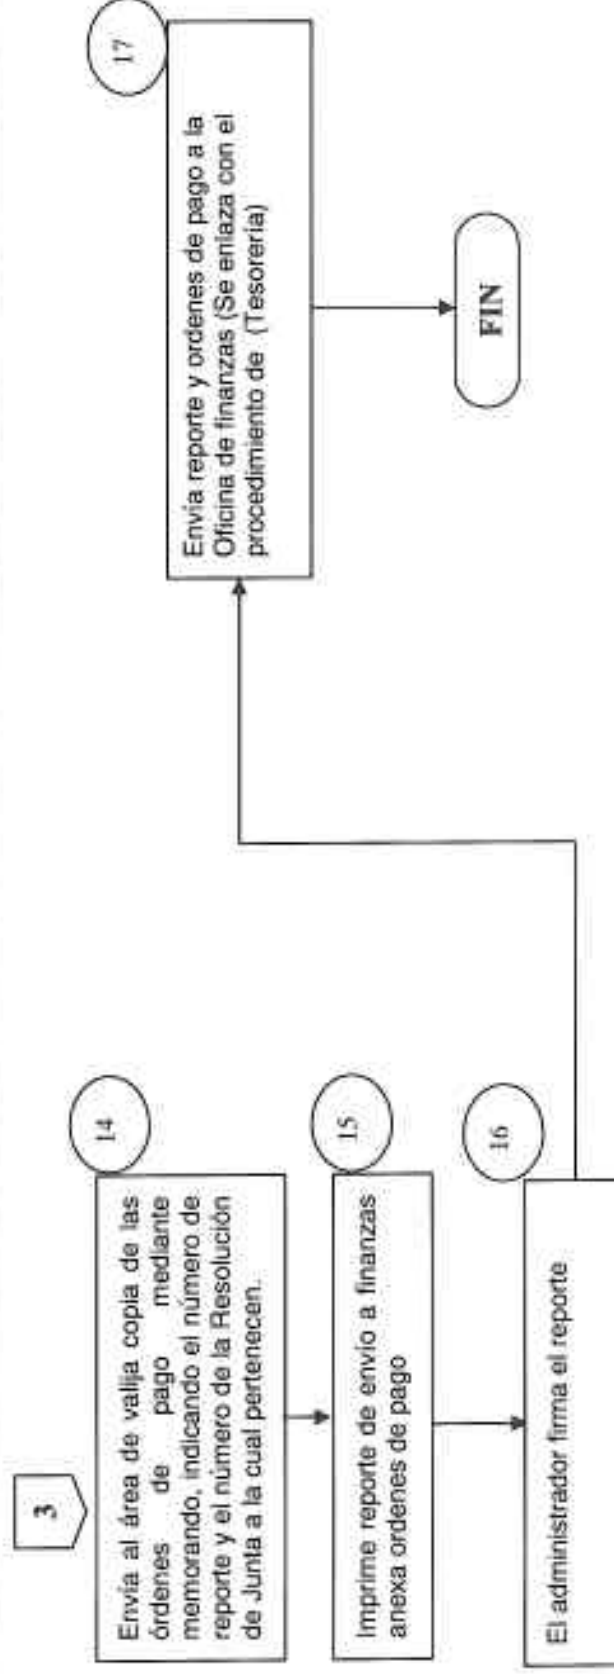 3
14
Envía al área de valija copia de las
órdenes de pago mediante
memorando, indicando el número de
reporte y el número de la Resolución
de Junta a la cual pertenecen.
15
Imprime reporte de envío a finanzas
anexa ordenes de pago
16
El administrador firma el reporte
17
Envía reporte y ordenes de pago a la
Oficina de finanzas (Se enlaza con el
procedimiento de (Tesorería)
FIN